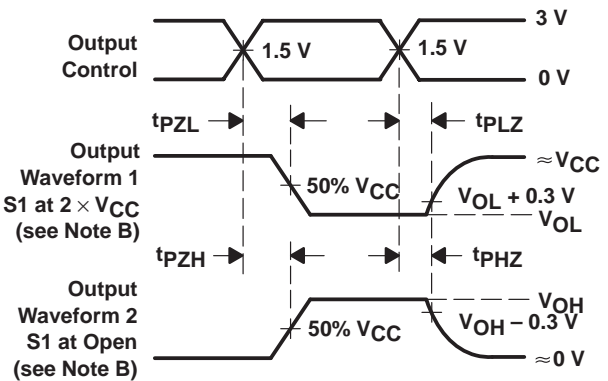 3 V
Output
Control
1.5 V
1.5 V
0 V
tPZL
tPLZ
Output
Waveform 1
S1 at 2 × VCC
(see Note B)
≈VCC
50% VCC
VOL + 0.3 V
VOL
tPZH
tPHZ
Output
Waveform 2
S1 at Open
(see Note B)
VOH
50% VCC
VOH – 0.3 V
≈0 V